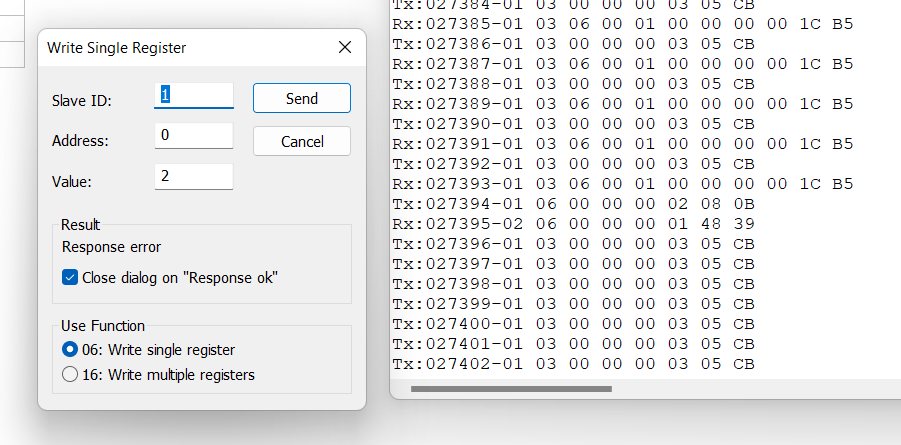 Write Single Register
Slave ID: 1 Send
Address: 0 Cancel
Value: 2
Result
Response error
Close dialog on "Response ok"
Use Function
06: Write single register
16: Write multiple registers
Tx:027384-01 03 00 00 00 03 05 CB
Rx:027385-01 03 06 00 01 00 00 00 00 1C B5
Tx:027386-01 03 00 00 00 03 05 CB
Rx:027387-01 03 06 00 01 00 00 00 00 1C B5
Tx:027388-01 03 00 00 00 03 05 CB
Rx:027389-01 03 06 00 01 00 00 00 00 1C B5
Tx:027390-01 03 00 00 00 03 05 CB
Rx:027391-01 03 06 00 01 00 00 00 00 1C B5
Tx:027392-01 03 00 00 00 03 05 CB
Rx:027393-01 03 06 00 01 00 00 00 00 1C B5
Tx:027394-01 06 00 00 00 02 08 0B
Rx:027395-02 06 00 00 00 01 48 39
Tx:027396-01 03 00 00 00 03 05 CB
Tx:027397-01 03 00 00 00 03 05 CB
Tx:027398-01 03 00 00 00 03 05 CB
Tx:027399-01 03 00 00 00 03 05 CB
Tx:027400-01 03 00 00 00 03 05 CB
Tx:027401-01 03 00 00 00 03 05 CB
Tx:027402-01 03 00 00 00 03 05 CB